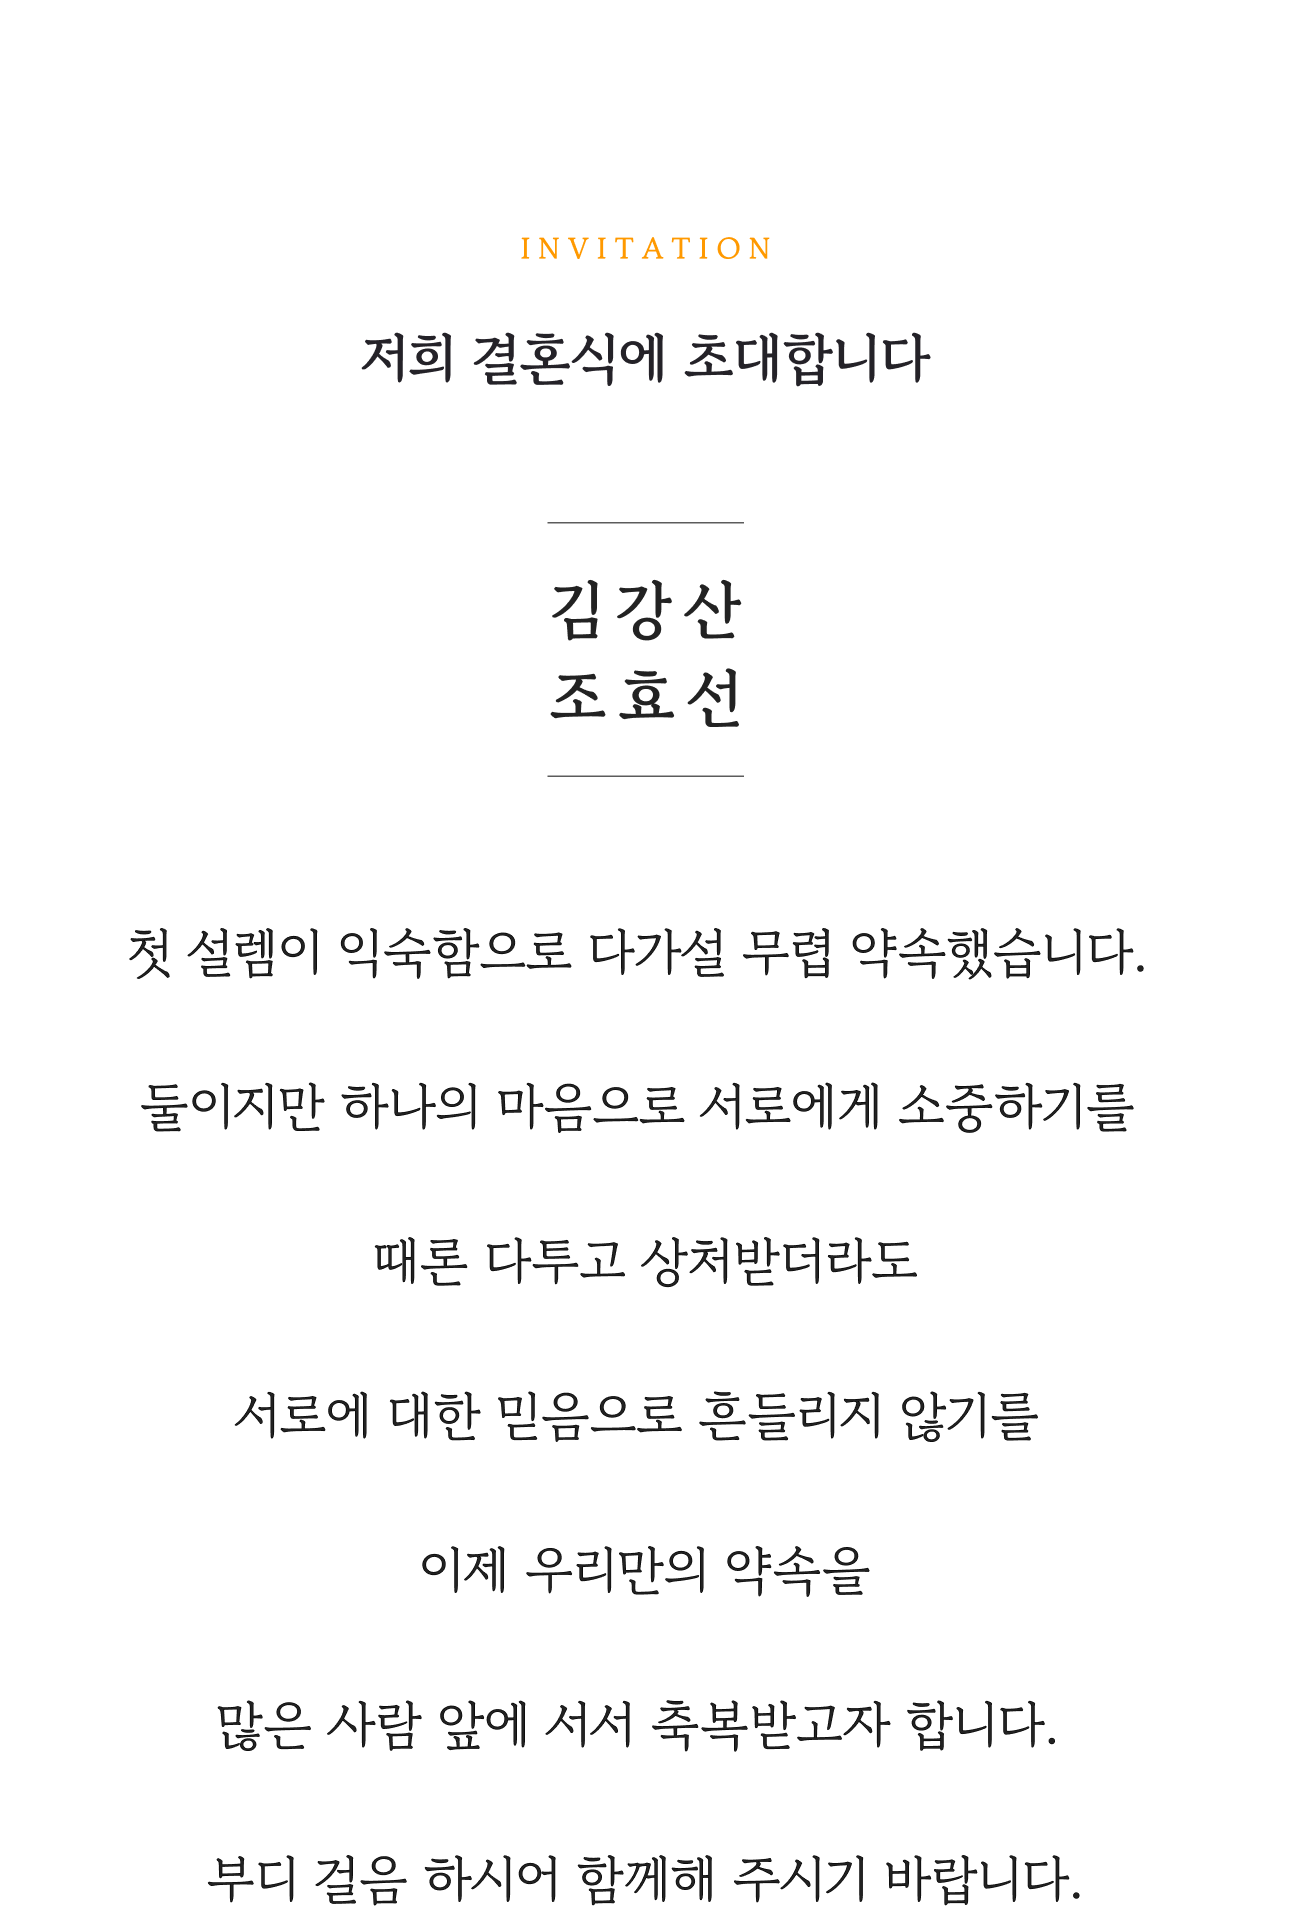 INVITATION
저희 결혼식에 초대합니다
김강산
조효선
첫 설렘이 익숙함으로 다가설 무렵 약속했습니다.
둘이지만 하나의 마음으로 서로에게 소중하기를
때론 다투고 상처받더라도
서로에 대한 믿음으로 흔들리지 않기를
이제 우리만의 약속을
많은 사람 앞에 서서 축복받고자 합니다.
부디 걸음 하시어 함께해 주시기 바랍니다.